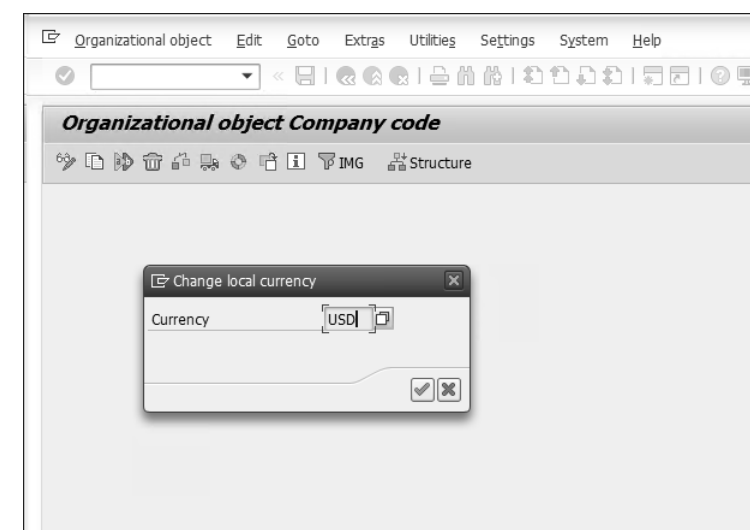 Organizational object Edit Goto Extras Utilities Settings System Help
Organizational object Company code
IMG Structure
Change local currency
Currency USD